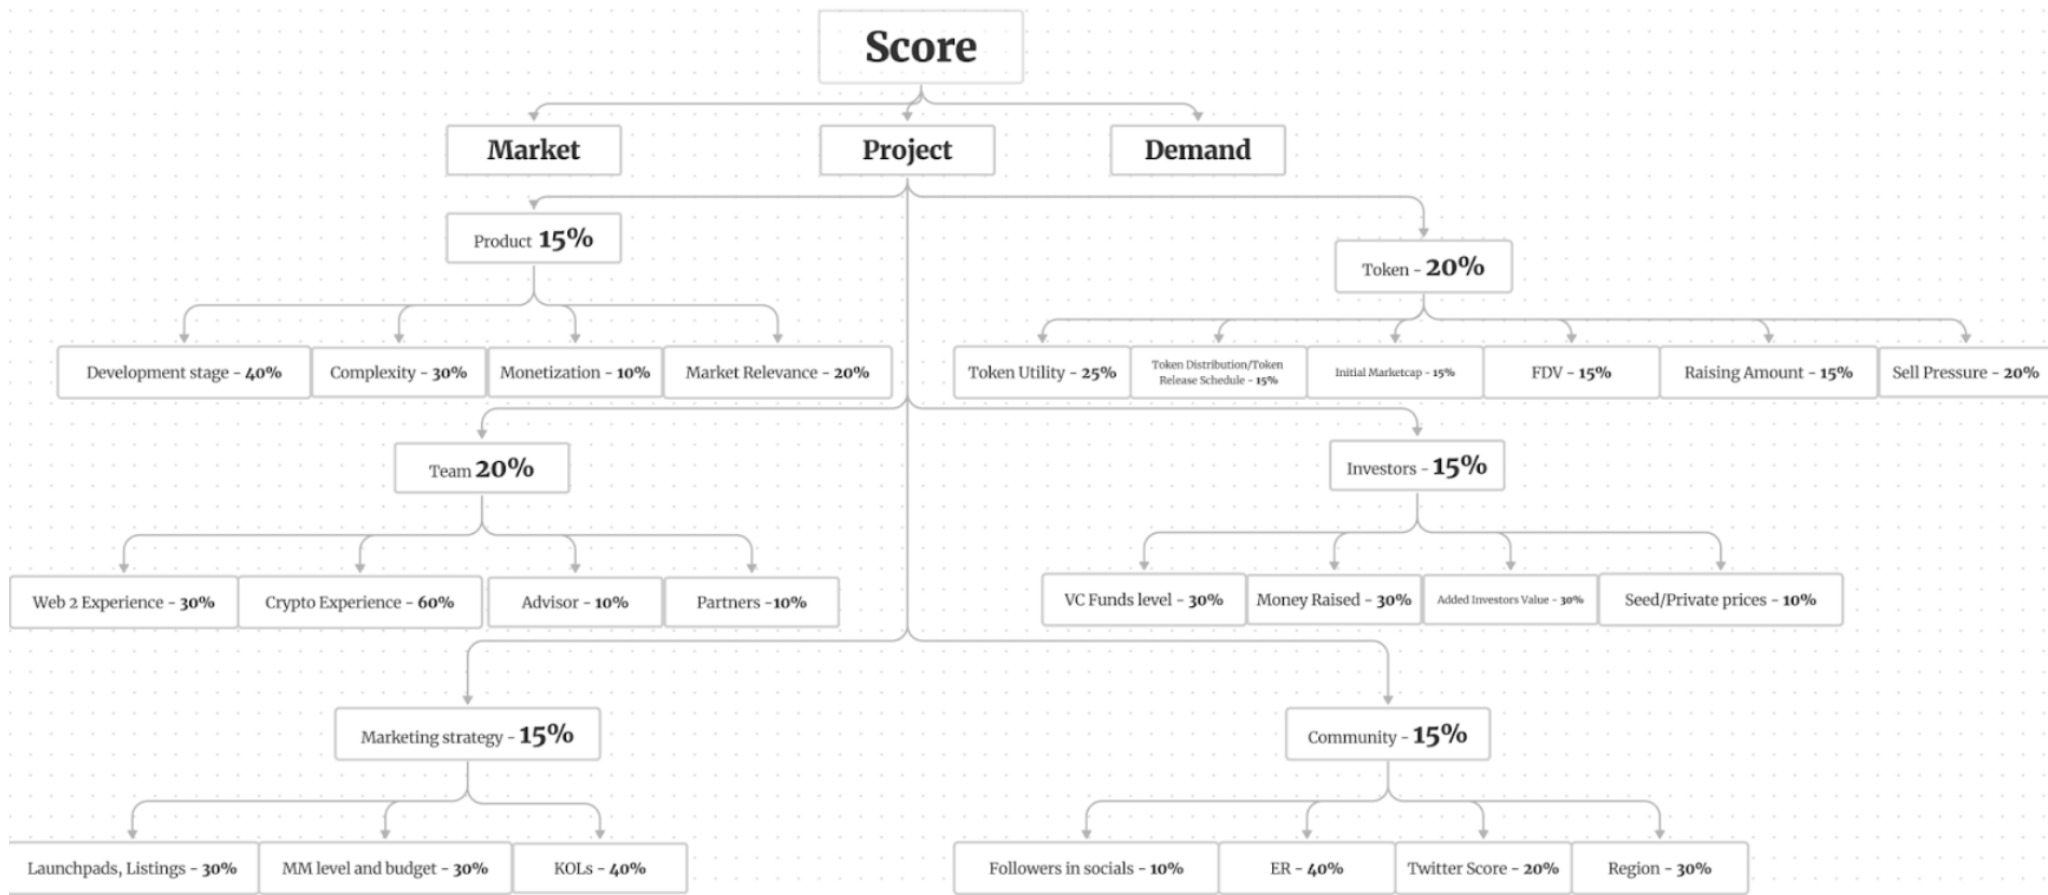 Score
Market
Project
Demand
Product 15%
Token - 20%
Development stage - 40%
Complexity - 30%
Monetization - 10%
Market Relevance - 20%
Token Utility - 25%
Token Distribution/Token
Release Schedule - 15%
Initial Marketcap - 15%
FDV - 15%
Raising Amount - 15%
Sell Pressure - 20%
Team 20%
Investors - 15%
Web 2 Experience - 30%
Crypto Experience - 60%
Advisor - 10%
Partners -10%
VC Funds level - 30%
Money Raised - 30%
Added Investors Value - 30%
Seed/Private prices - 10%
Marketing strategy - 15%
Community - 15%
Launchpads, Listings - 30%
MM level and budget - 30%
KOLs - 40%
Followers in socials - 10%
ER - 40%
Twitter Score - 20%
Region - 30%